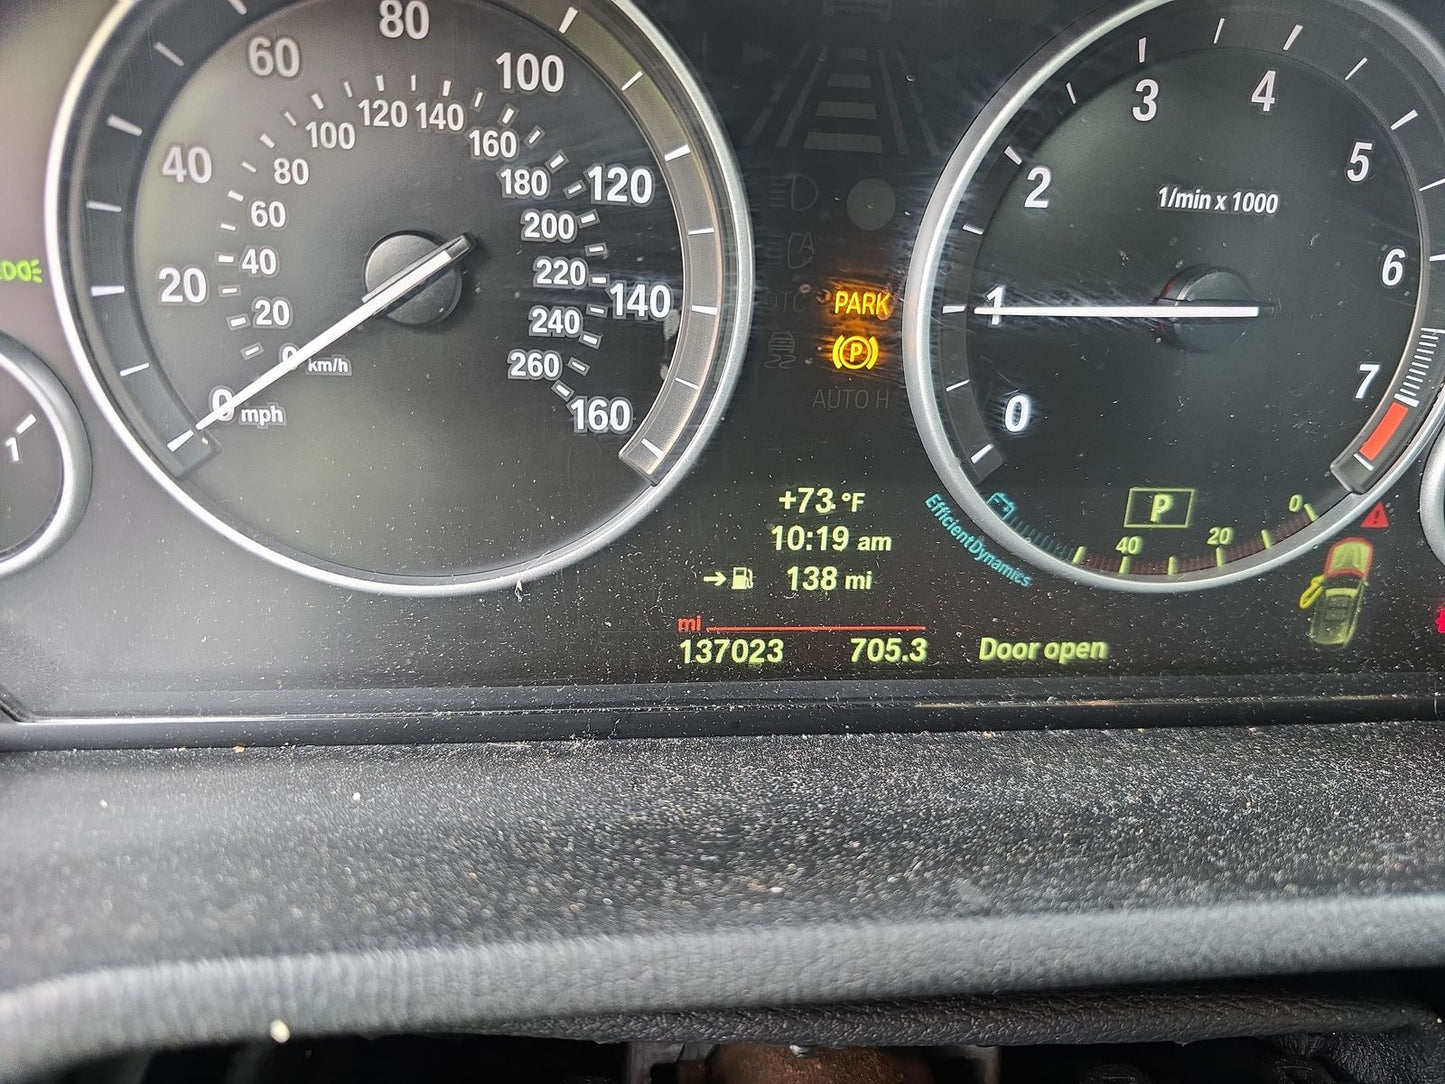 80
60
100
120 140
100
160
40
80
180
120
2
3
4
5
60
200
1/min x 1000
40
220
20
6
140
PARK
1
20
240
0 km/h
260
P
7
0 mph
160
AUTO H
0
+73 °F
10:19 am
138 mi
EfficientDynamics
P
40
20
0
mi
137023 705.3
Door open